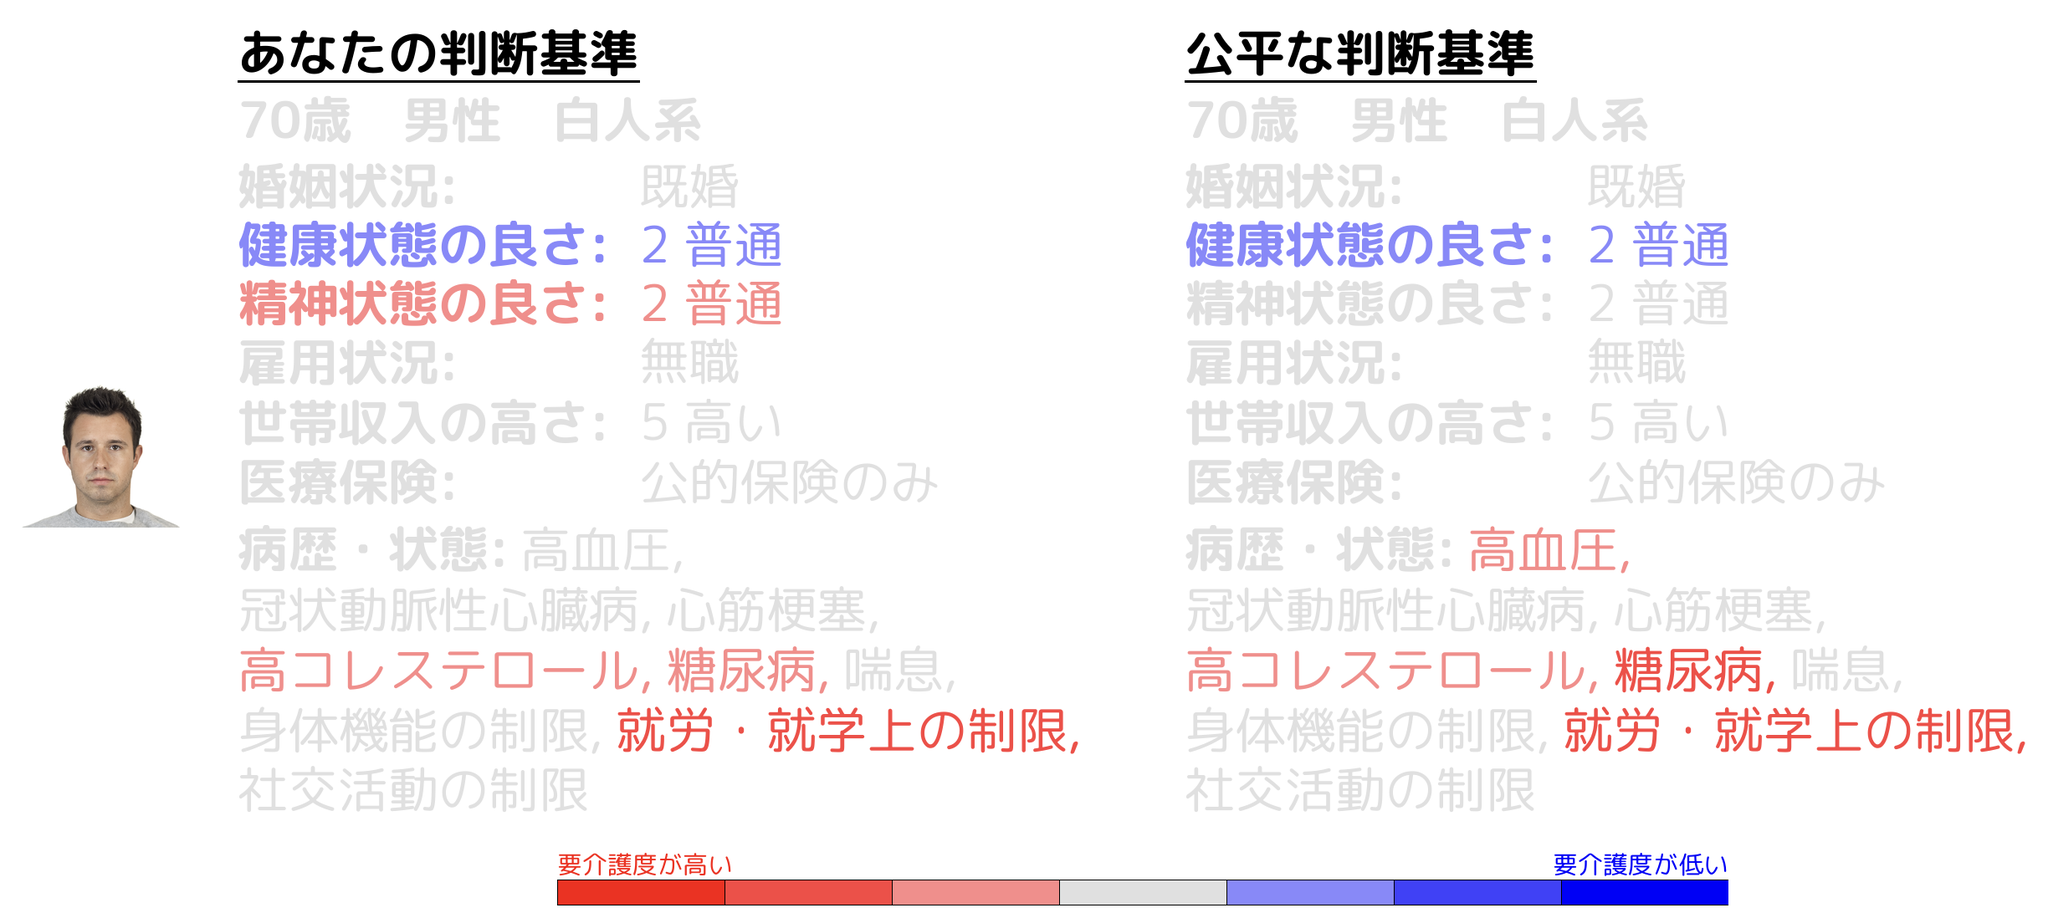 あなたの判断基準
70歳 男性 白人系
婚姻状況: 既婚
健康状態の良さ: 2 普通
精神状態の良さ: 2 普通
雇用状況: 無職
世帯収入の高さ: 5 高い
医療保険: 公的保険のみ
病歴・状態: 高血圧,
冠状動脈性心臓病, 心筋梗塞,
高コレステロール, 糖尿病, 喘息,
身体機能の制限, 就労・就学上の制限,
社交活動の制限
公平な判断基準
70歳 男性 白人系
婚姻状況: 既婚
健康状態の良さ: 2 普通
精神状態の良さ: 2 普通
雇用状況: 無職
世帯収入の高さ: 5 高い
医療保険: 公的保険のみ
病歴・状態: 高血圧,
冠状動脈性心臓病, 心筋梗塞,
高コレステロール, 糖尿病, 喘息,
身体機能の制限, 就労・就学上の制限,
社交活動の制限
要介護度が高い
要介護度が低い